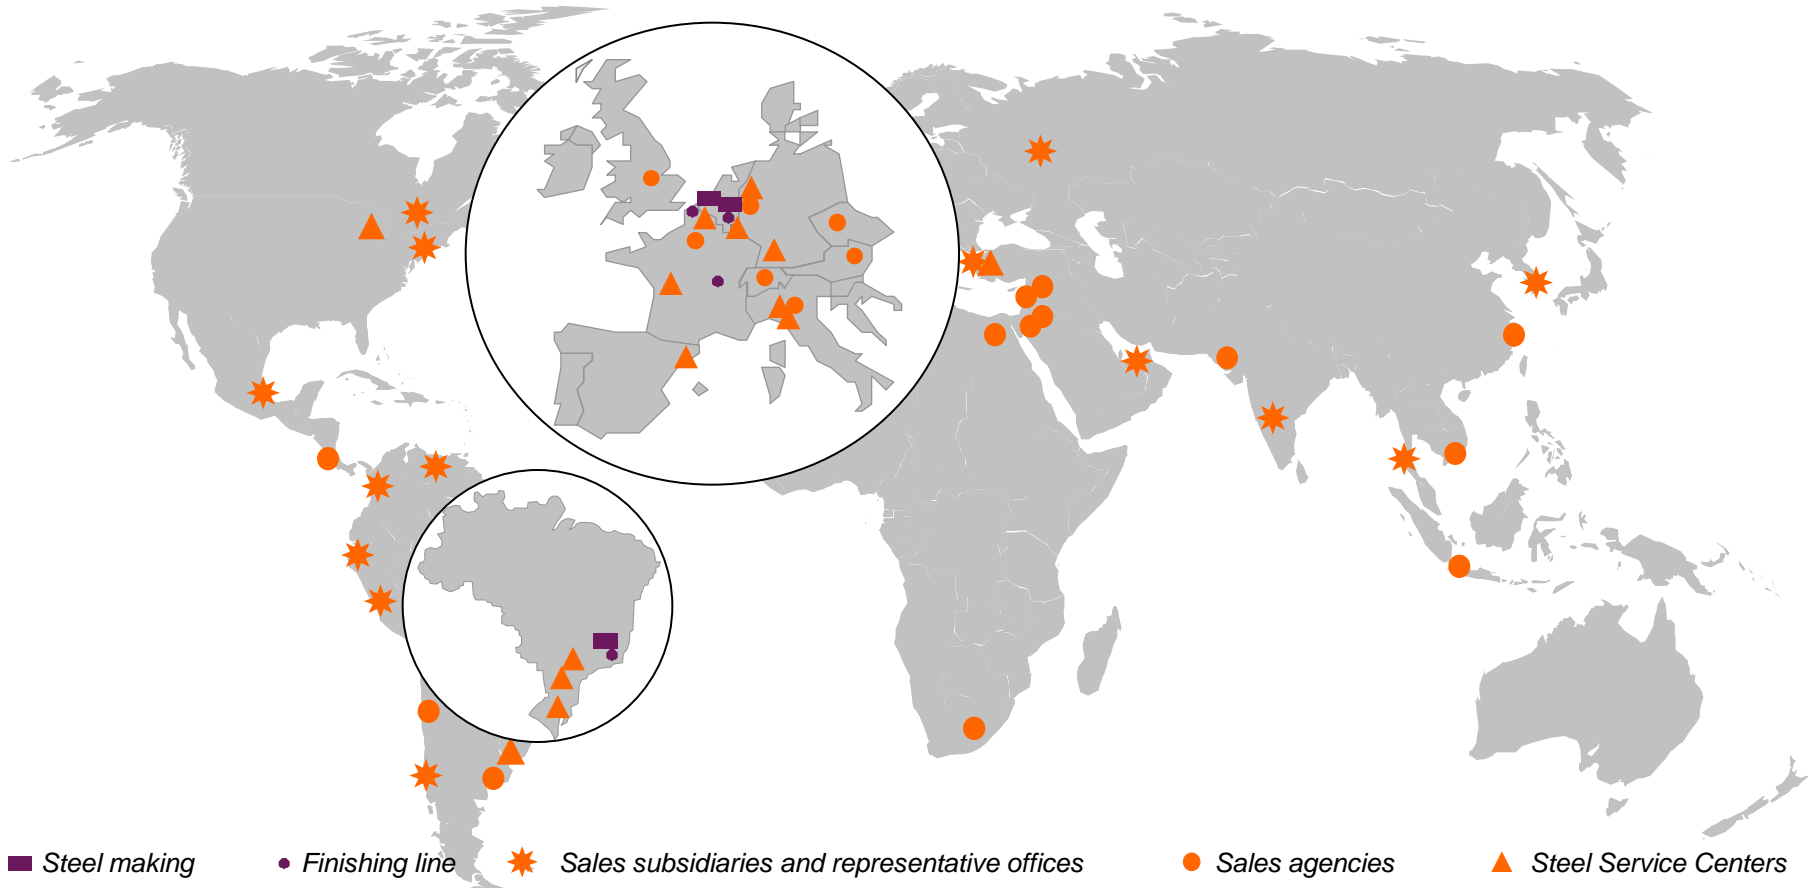 Steel making
Finishing line
Sales subsidiaries and representative offices
Sales agencies
Steel Service Centers